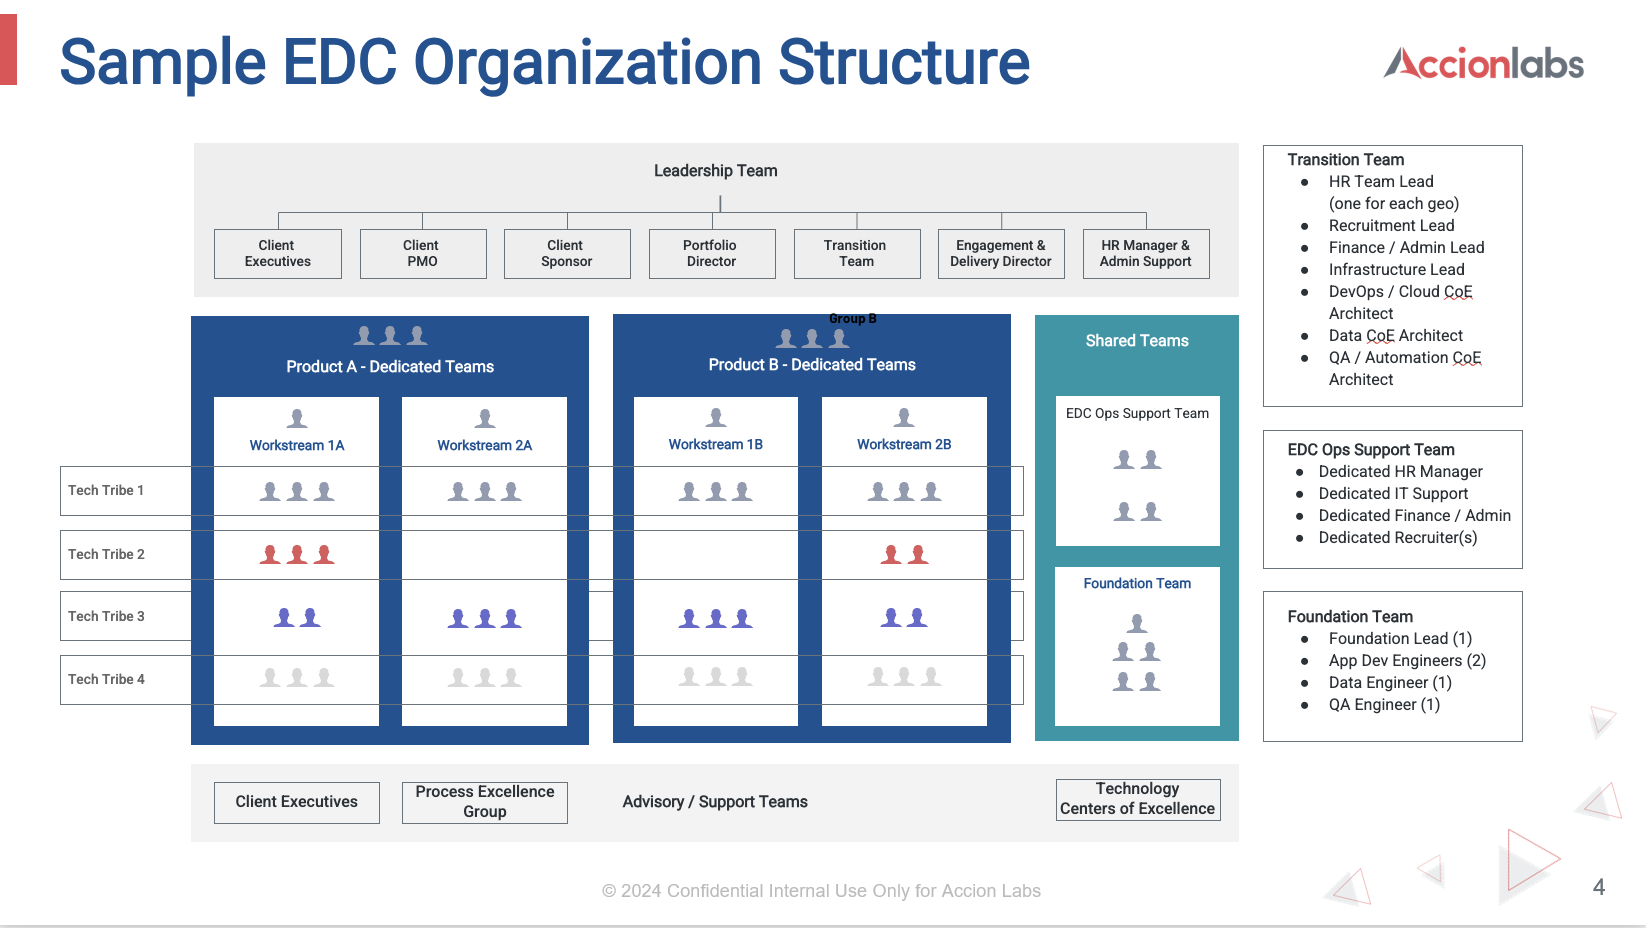 Sample EDC Organization Structure
Accionlabs
Leadership Team
Client
Executives
Client
PMO
Client
Sponsor
Portfolio
Director
Transition
Team
Engagement &
Delivery Director
HR Manager &
Admin Support
Product A - Dedicated Teams
Group B
Product B - Dedicated Teams
Shared Teams
Workstream 1A
Workstream 2A
Workstream 1B
Workstream 2B
EDC Ops Support Team
Tech Tribe 1
Tech Tribe 2
Tech Tribe 3
Tech Tribe 4
Foundation Team
Client Executives
Process Excellence
Group
Advisory / Support Teams
Technology
Centers of Excellence
Transition Team
● HR Team Lead
(one for each geo)
● Recruitment Lead
● Finance / Admin Lead
● Infrastructure Lead
● DevOps / Cloud CoE
Architect
● Data CoE Architect
● QA / Automation CoE
Architect
EDC Ops Support Team
● Dedicated HR Manager
● Dedicated IT Support
● Dedicated Finance / Admin
● Dedicated Recruiter(s)
Foundation Team
● Foundation Lead (1)
● App Dev Engineers (2)
● Data Engineer (1)
● QA Engineer (1)
© 2024 Confidential Internal Use Only for Accion Labs
4